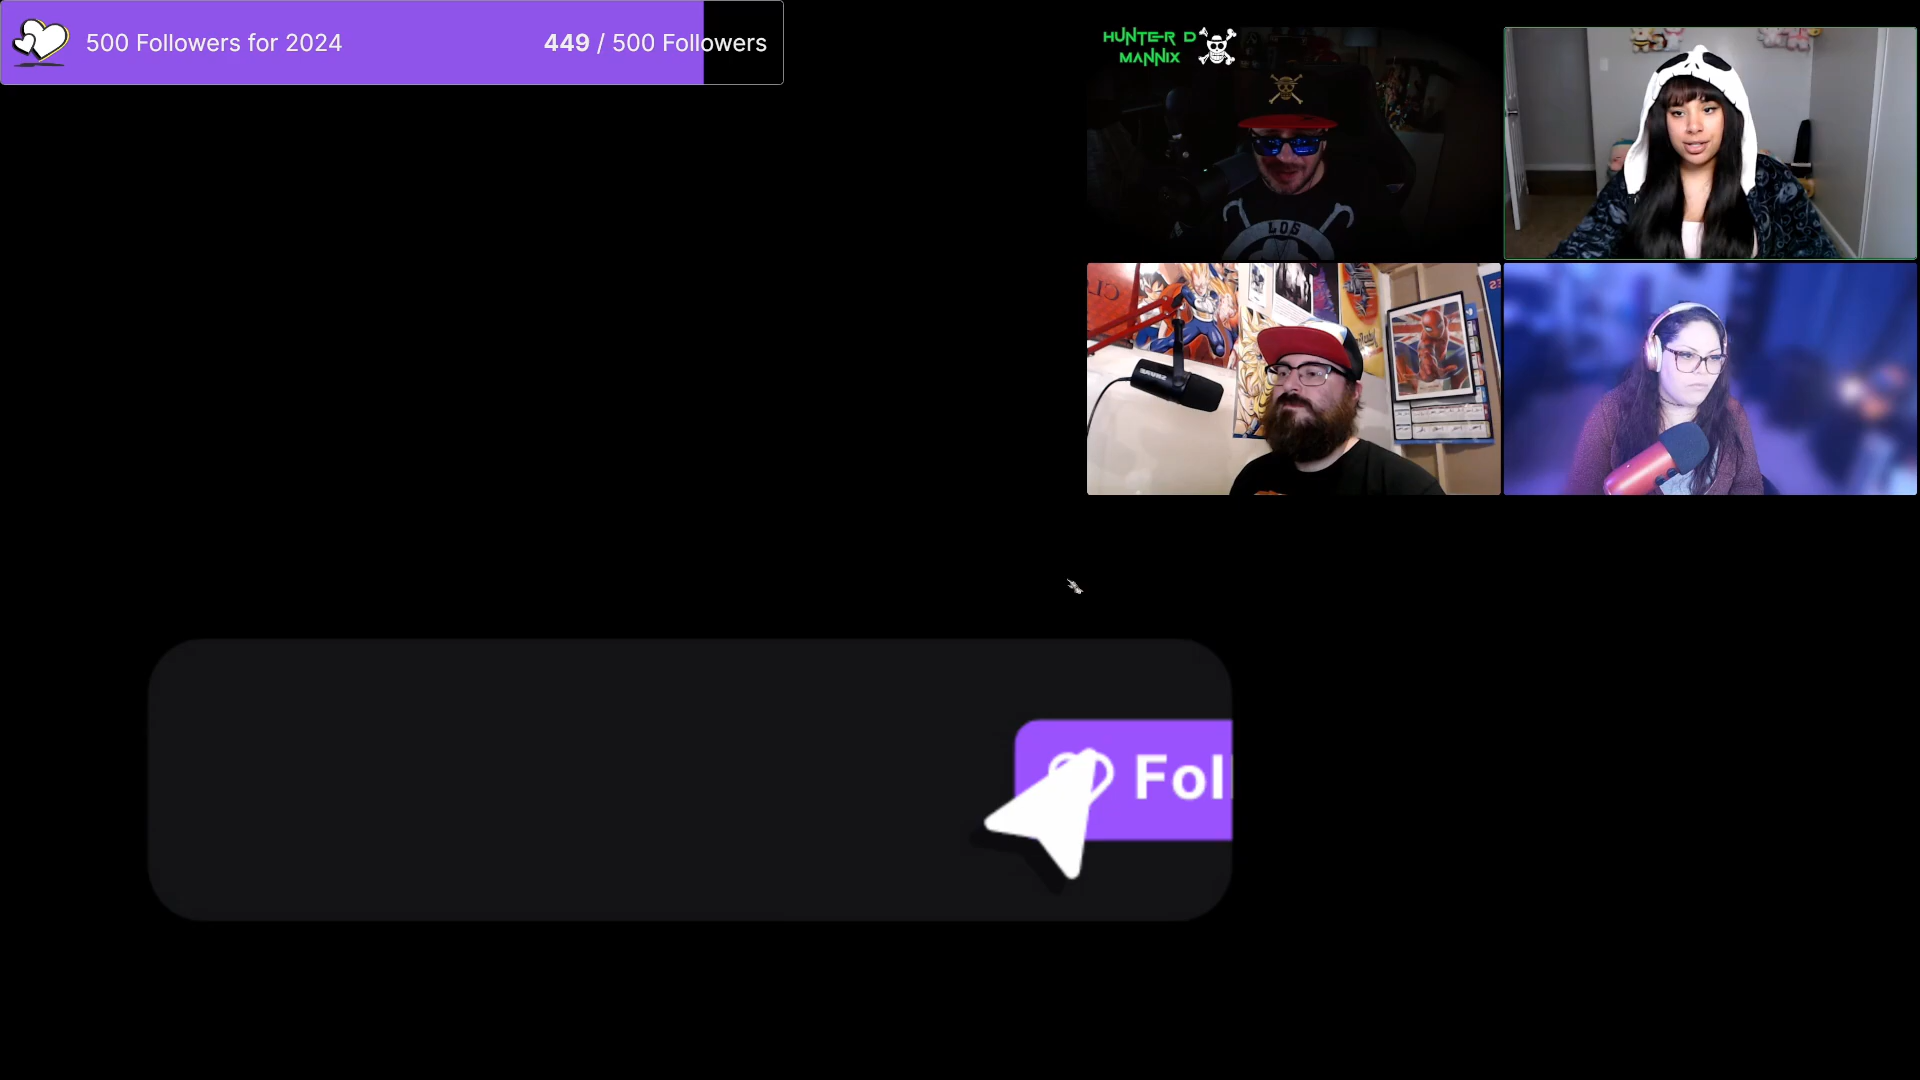 500 Followers for 2024
449 / 500 Followers
HUNTER D
MANNIX
LOS
Fol